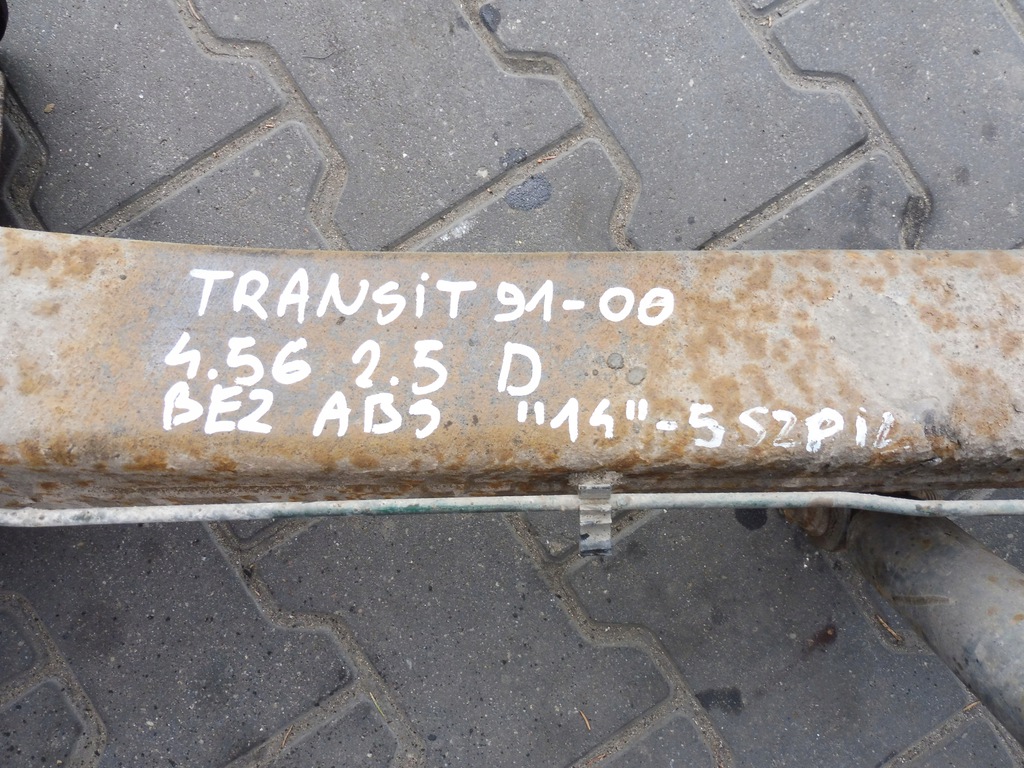 TRANSiT 91-00
4.56 2.5 D
BEZ ABS "14"-5 SZPiL